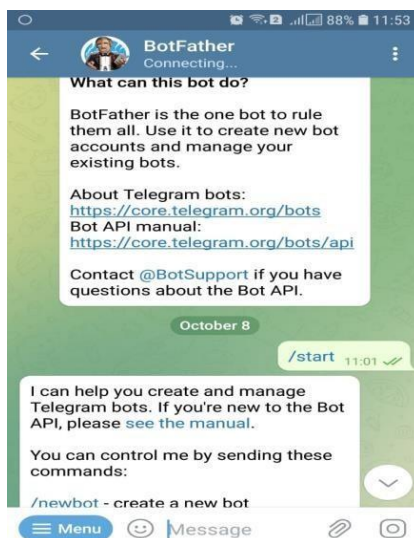 88% 11:53
BotFather
Connecting...
What can this bot do?
BotFather is the one bot to rule
them all. Use it to create new bot
accounts and manage your
existing bots.
About Telegram bots:
https://core.telegram.org/bots
Bot API manual:
https://core.telegram.org/bots/api
Contact @BotSupport if you have
questions about the Bot API.
October 8
/start 11:01
I can help you create and manage
Telegram bots. If you're new to the Bot
API, please see the manual.
You can control me by sending these
commands:
/newbot - create a new bot
Menu Message